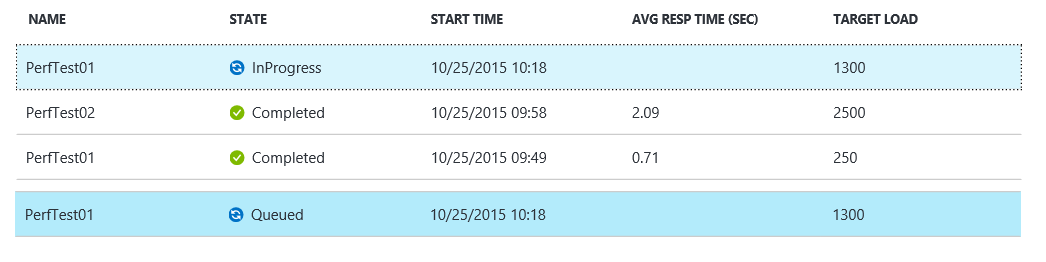 NAME STATE START TIME AVG RESP TIME (SEC) TARGET LOAD
PerfTest01 InProgress 10/25/2015 10:18 1300
PerfTest02 Completed 10/25/2015 09:58 2.09 2500
PerfTest01 Completed 10/25/2015 09:49 0.71 250
PerfTest01 Queued 10/25/2015 10:18 1300